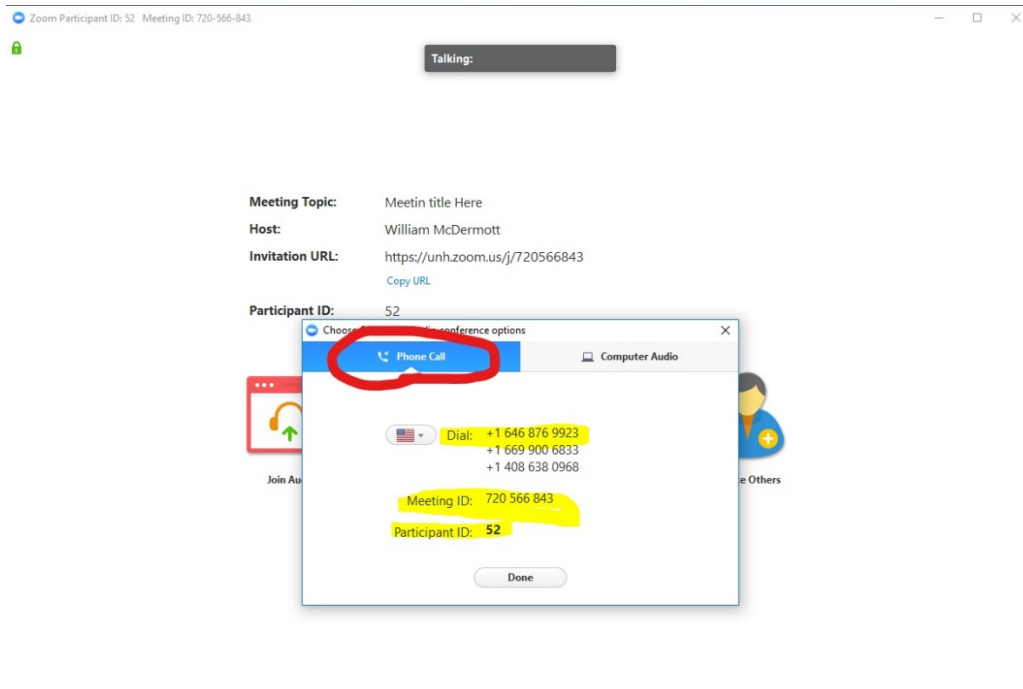 Zoom Participant ID: 52 Meeting ID: 720-566-843
Talking:
Meeting Topic: Meetin title Here
Host: William McDermott
Invitation URL: https://unh.zoom.us/j/720566843
Copy URL
Participant ID: 52
Choose conference options
Phone Call Computer Audio
Dial: +1 646 876 9923
+1 669 900 6833
+1 408 638 0968
Meeting ID: 720 566 843
Participant ID: 52
Done
Join Au
e Others